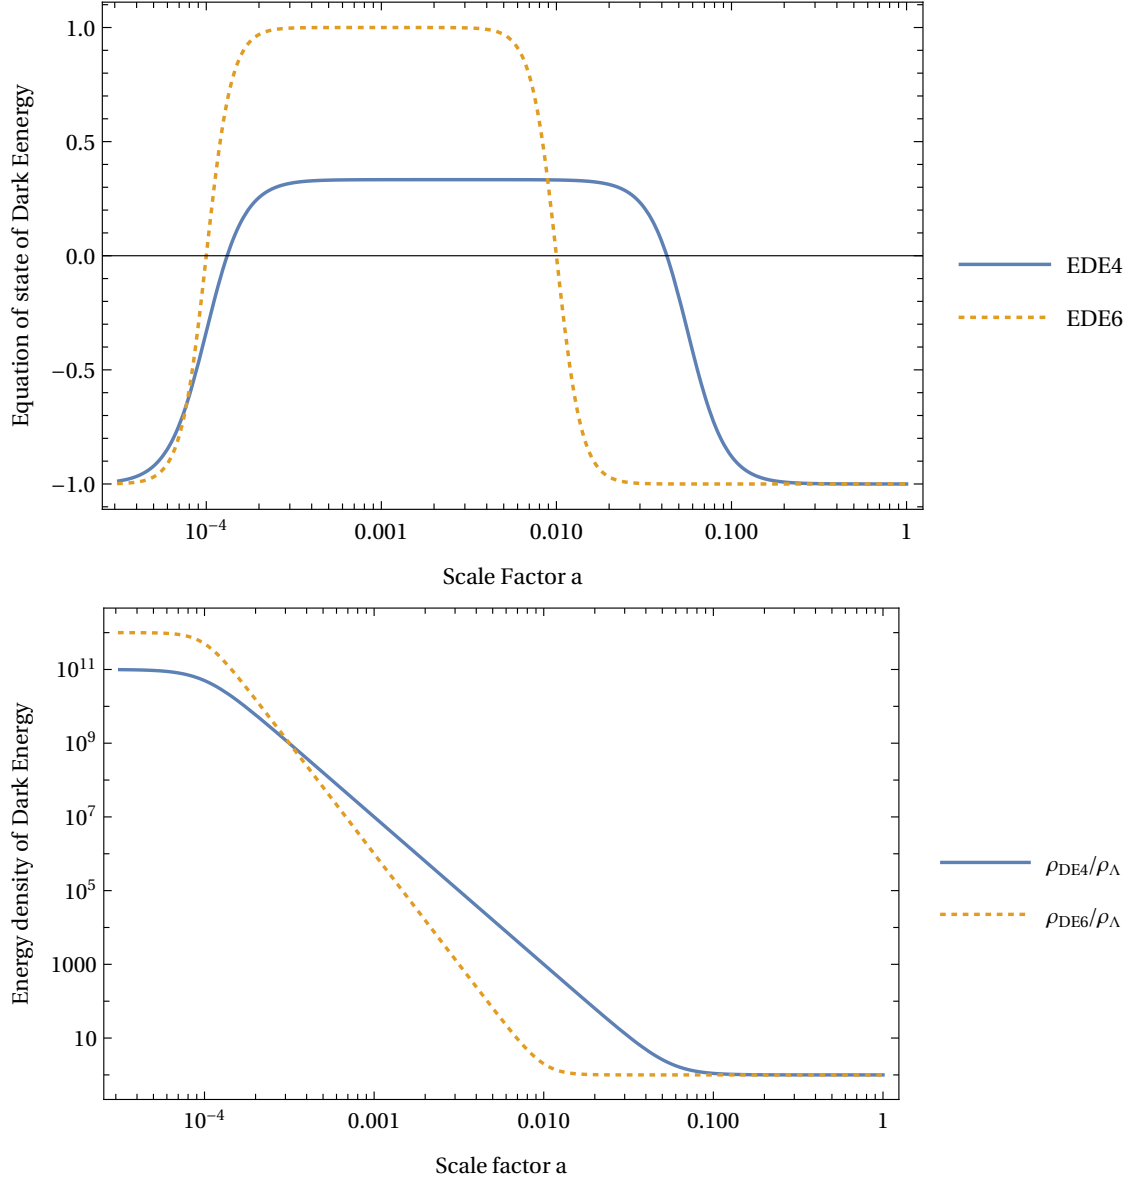 Equation of state of Dark Eenergy
1.0
0.5
0.0
−0.5
−1.0
10⁻⁴ 0.001 0.010 0.100 1
Scale Factor a
EDE4
EDE6
Energy density of Dark Energy
10¹¹
10⁹
10⁷
10⁵
1000
10
10⁻⁴ 0.001 0.010 0.100 1
Scale factor a
ρDE4/ρΛ
ρDE6/ρΛ